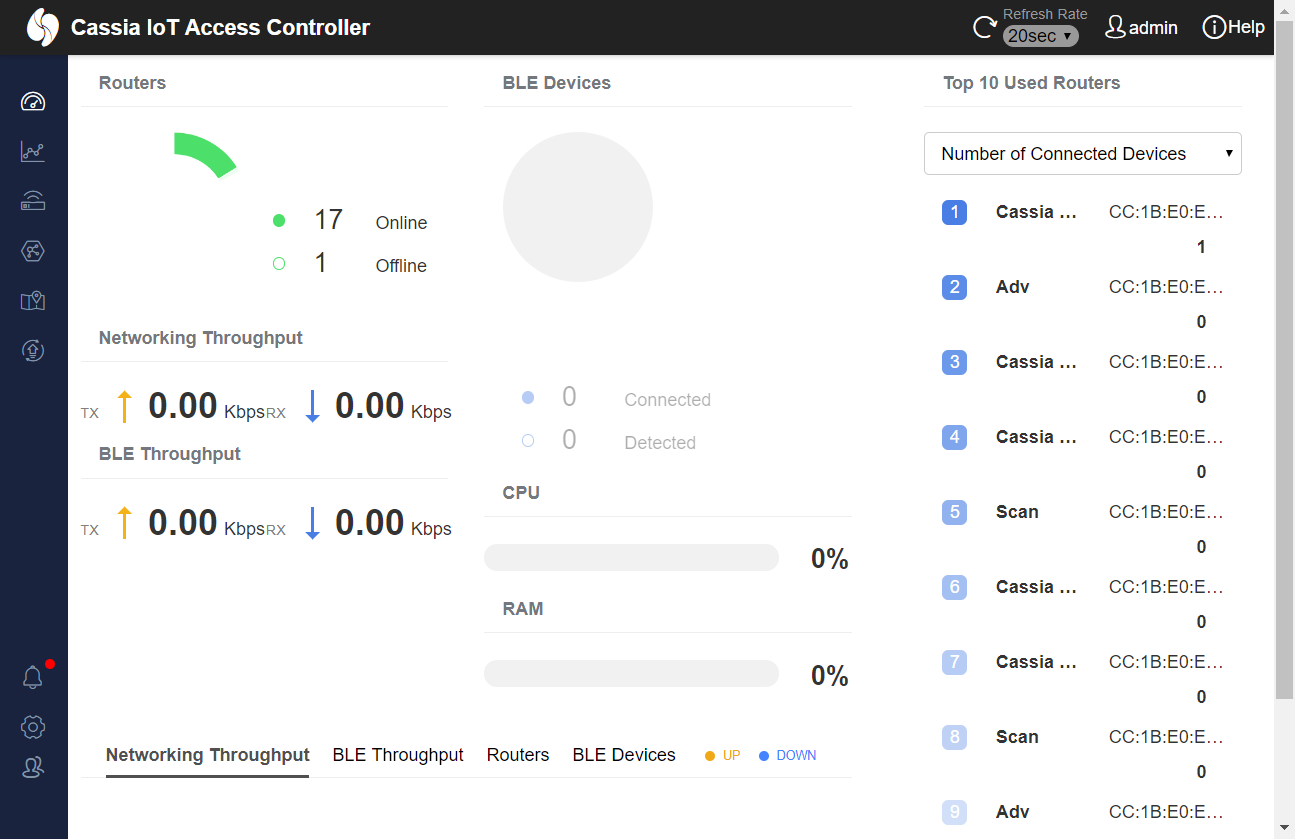 Cassia IoT Access Controller
Refresh Rate
20sec
admin
Help
Routers
17 Online
1 Offline
Networking Throughput
TX 0.00 Kbps RX 0.00 Kbps
BLE Throughput
TX 0.00 Kbps RX 0.00 Kbps
BLE Devices
0 Connected
0 Detected
CPU
0%
RAM
0%
Networking Throughput BLE Throughput Routers BLE Devices UP DOWN
Top 10 Used Routers
Number of Connected Devices
1 Cassia ... CC:1B:E0:E...
1
2 Adv CC:1B:E0:E...
0
3 Cassia ... CC:1B:E0:E...
0
4 Cassia ... CC:1B:E0:E...
0
5 Scan CC:1B:E0:E...
0
6 Cassia ... CC:1B:E0:E...
0
7 Cassia ... CC:1B:E0:E...
0
8 Scan CC:1B:E0:E...
0
9 Adv CC:1B:E0:E...